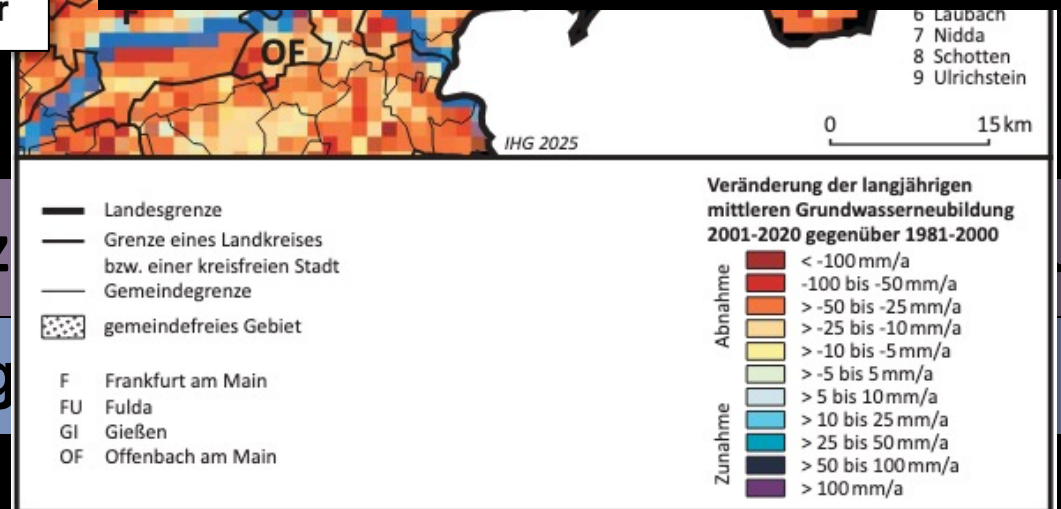 r
F
OF
6 Laubach
7 Nidda
8 Schotten
9 Ulrichstein
0 15 km
IHG 2025
Landesgrenze
Grenze eines Landkreises
bzw. einer kreisfreien Stadt
Gemeindegrenze
gemeindefreies Gebiet
F Frankfurt am Main
FU Fulda
GI Gießen
OF Offenbach am Main
Veränderung der langjährigen
mittleren Grundwasserneubildung
2001-2020 gegenüber 1981-2000
Abnahme
< -100 mm/a
-100 bis -50 mm/a
> -50 bis -25 mm/a
> -25 bis -10 mm/a
> -10 bis -5 mm/a
> -5 bis 5 mm/a
Zunahme
> 5 bis 10 mm/a
> 10 bis 25 mm/a
> 25 bis 50 mm/a
> 50 bis 100 mm/a
> 100 mm/a